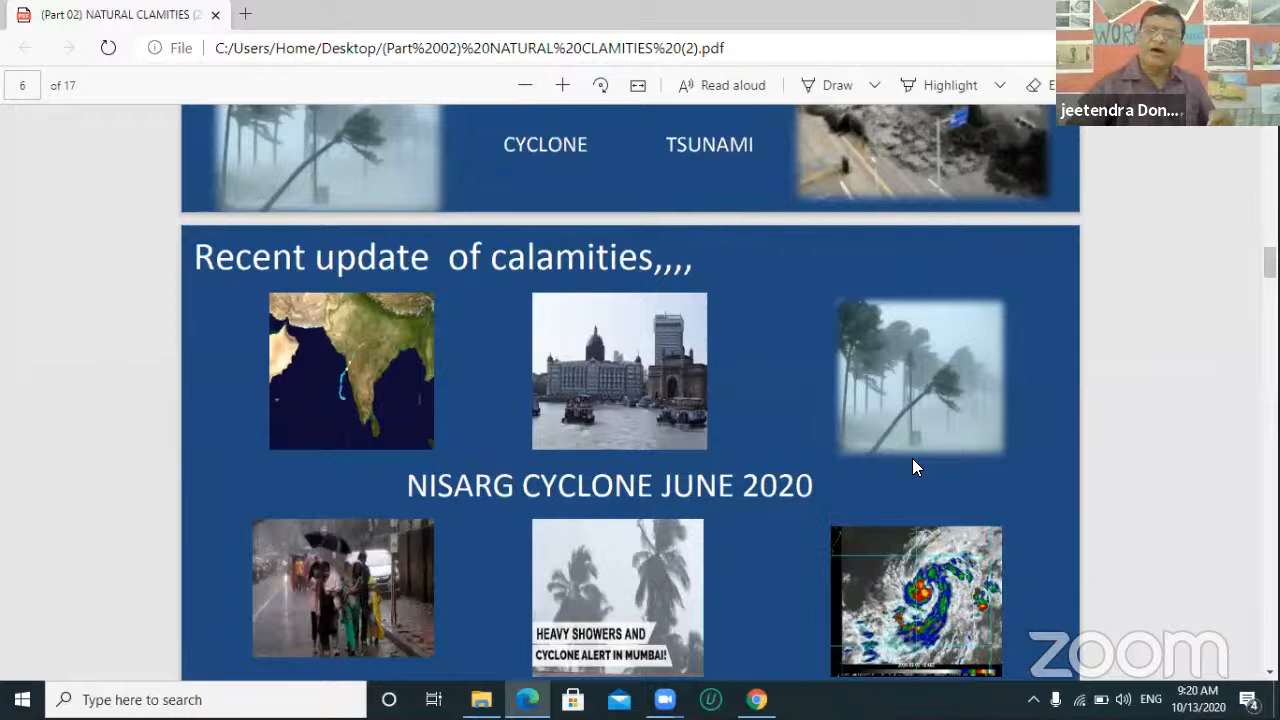 (Part 02) NATURAL CLAMITIES (2
File
C:/Users/Home/Desktop/(Part%2002)%20NATURAL%20CLAMITIES%20(2).pdf
6 of 17
Read aloud
Draw
Highlight
E
jeetendra Don...
CYCLONE TSUNAMI
Recent update of calamities,,,,
NISARG CYCLONE JUNE 2020
HEAVY SHOWERS AND
CYCLONE ALERT IN MUMBAI!
zoom
Type here to search
ENG
9:20 AM
10/13/2020
4